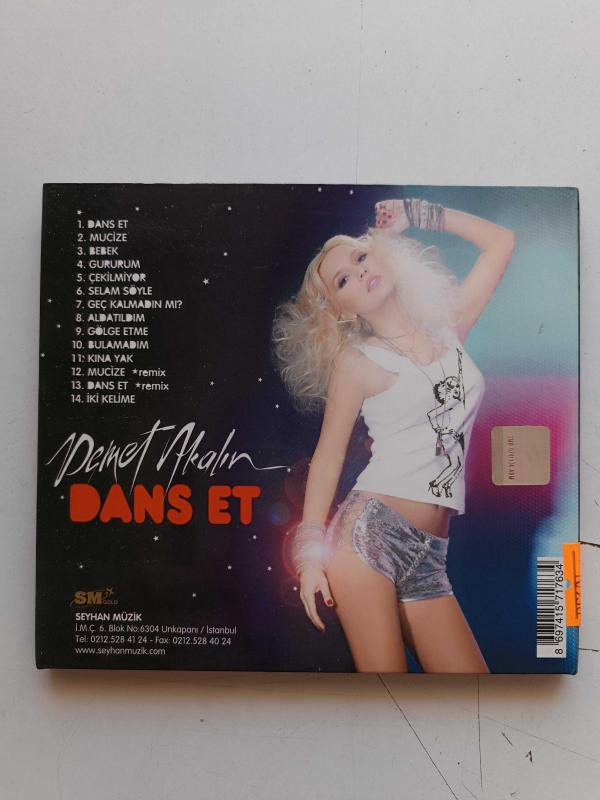 1. DANS ET
2. MUCİZE
3. BEBEK
4. GURURUM
5. ÇEKİLMİYOR
6. SELAM SÖYLE
7. GEÇ KALMADIN MI?
8. ALDATILDIM
9. GÖLGE ETME
10. BULAMADIM
11. KINA YAK
12. MUCİZE ★remix
13. DANS ET ★remix
14. İKİ KELİME
Demet Akalın
DANS ET
SM
GOLD
SEYHAN MÜZİK
İ.M.Ç. 6. Blok No:6304 Unkapanı / İstanbul
Tel: 0212.528 41 24 - Fax: 0212.528 40 24
www.seyhanmuzik.com
8 697415 717634